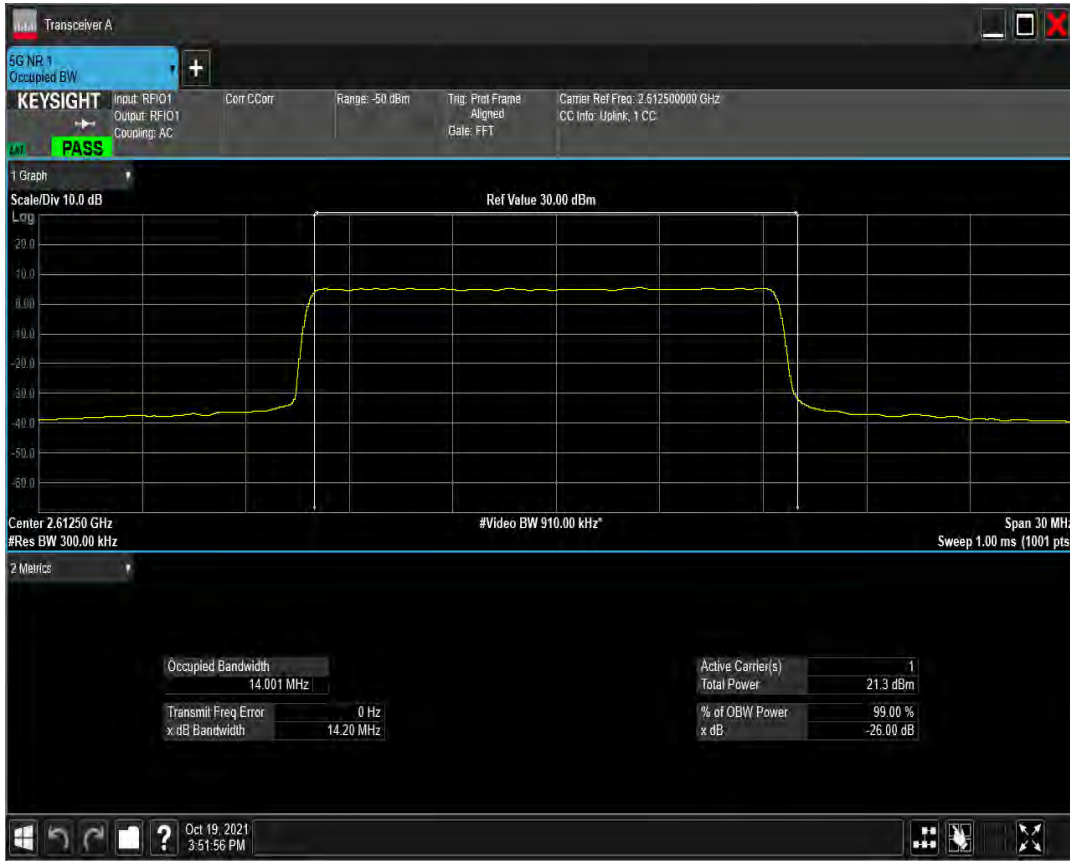 Transceiver A
5G NR 1
Occupied BW
+
KEYSIGHT
PASS
Input: RFIO1
Output: RFIO1
Coupling: AC
Corr CCorr
Range: -50 dBm
Trig: Prot Frame
Aligned
Gate: FFT
Carrier Ref Freq: 2.612500000 GHz
CC Info: Uplink, 1 CC
1 Graph
Scale/Div 10.0 dB
Ref Value 30.00 dBm
Log
20.0
10.0
0.00
-10.0
-20.0
-30.0
-40.0
-50.0
-60.0
Center 2.61250 GHz
#Video BW 910.00 kHz*
Span 30 MHz
#Res BW 300.00 kHz
Sweep 1.00 ms (1001 pts
2 Metrics
Occupied Bandwidth
14.001 MHz
Transmit Freq Error 0 Hz
x dB Bandwidth 14.20 MHz
Active Carrier(s) 1
Total Power 21.3 dBm
% of OBW Power 99.00 %
x dB -26.00 dB
?
Oct 19, 2021
3:51:56 PM